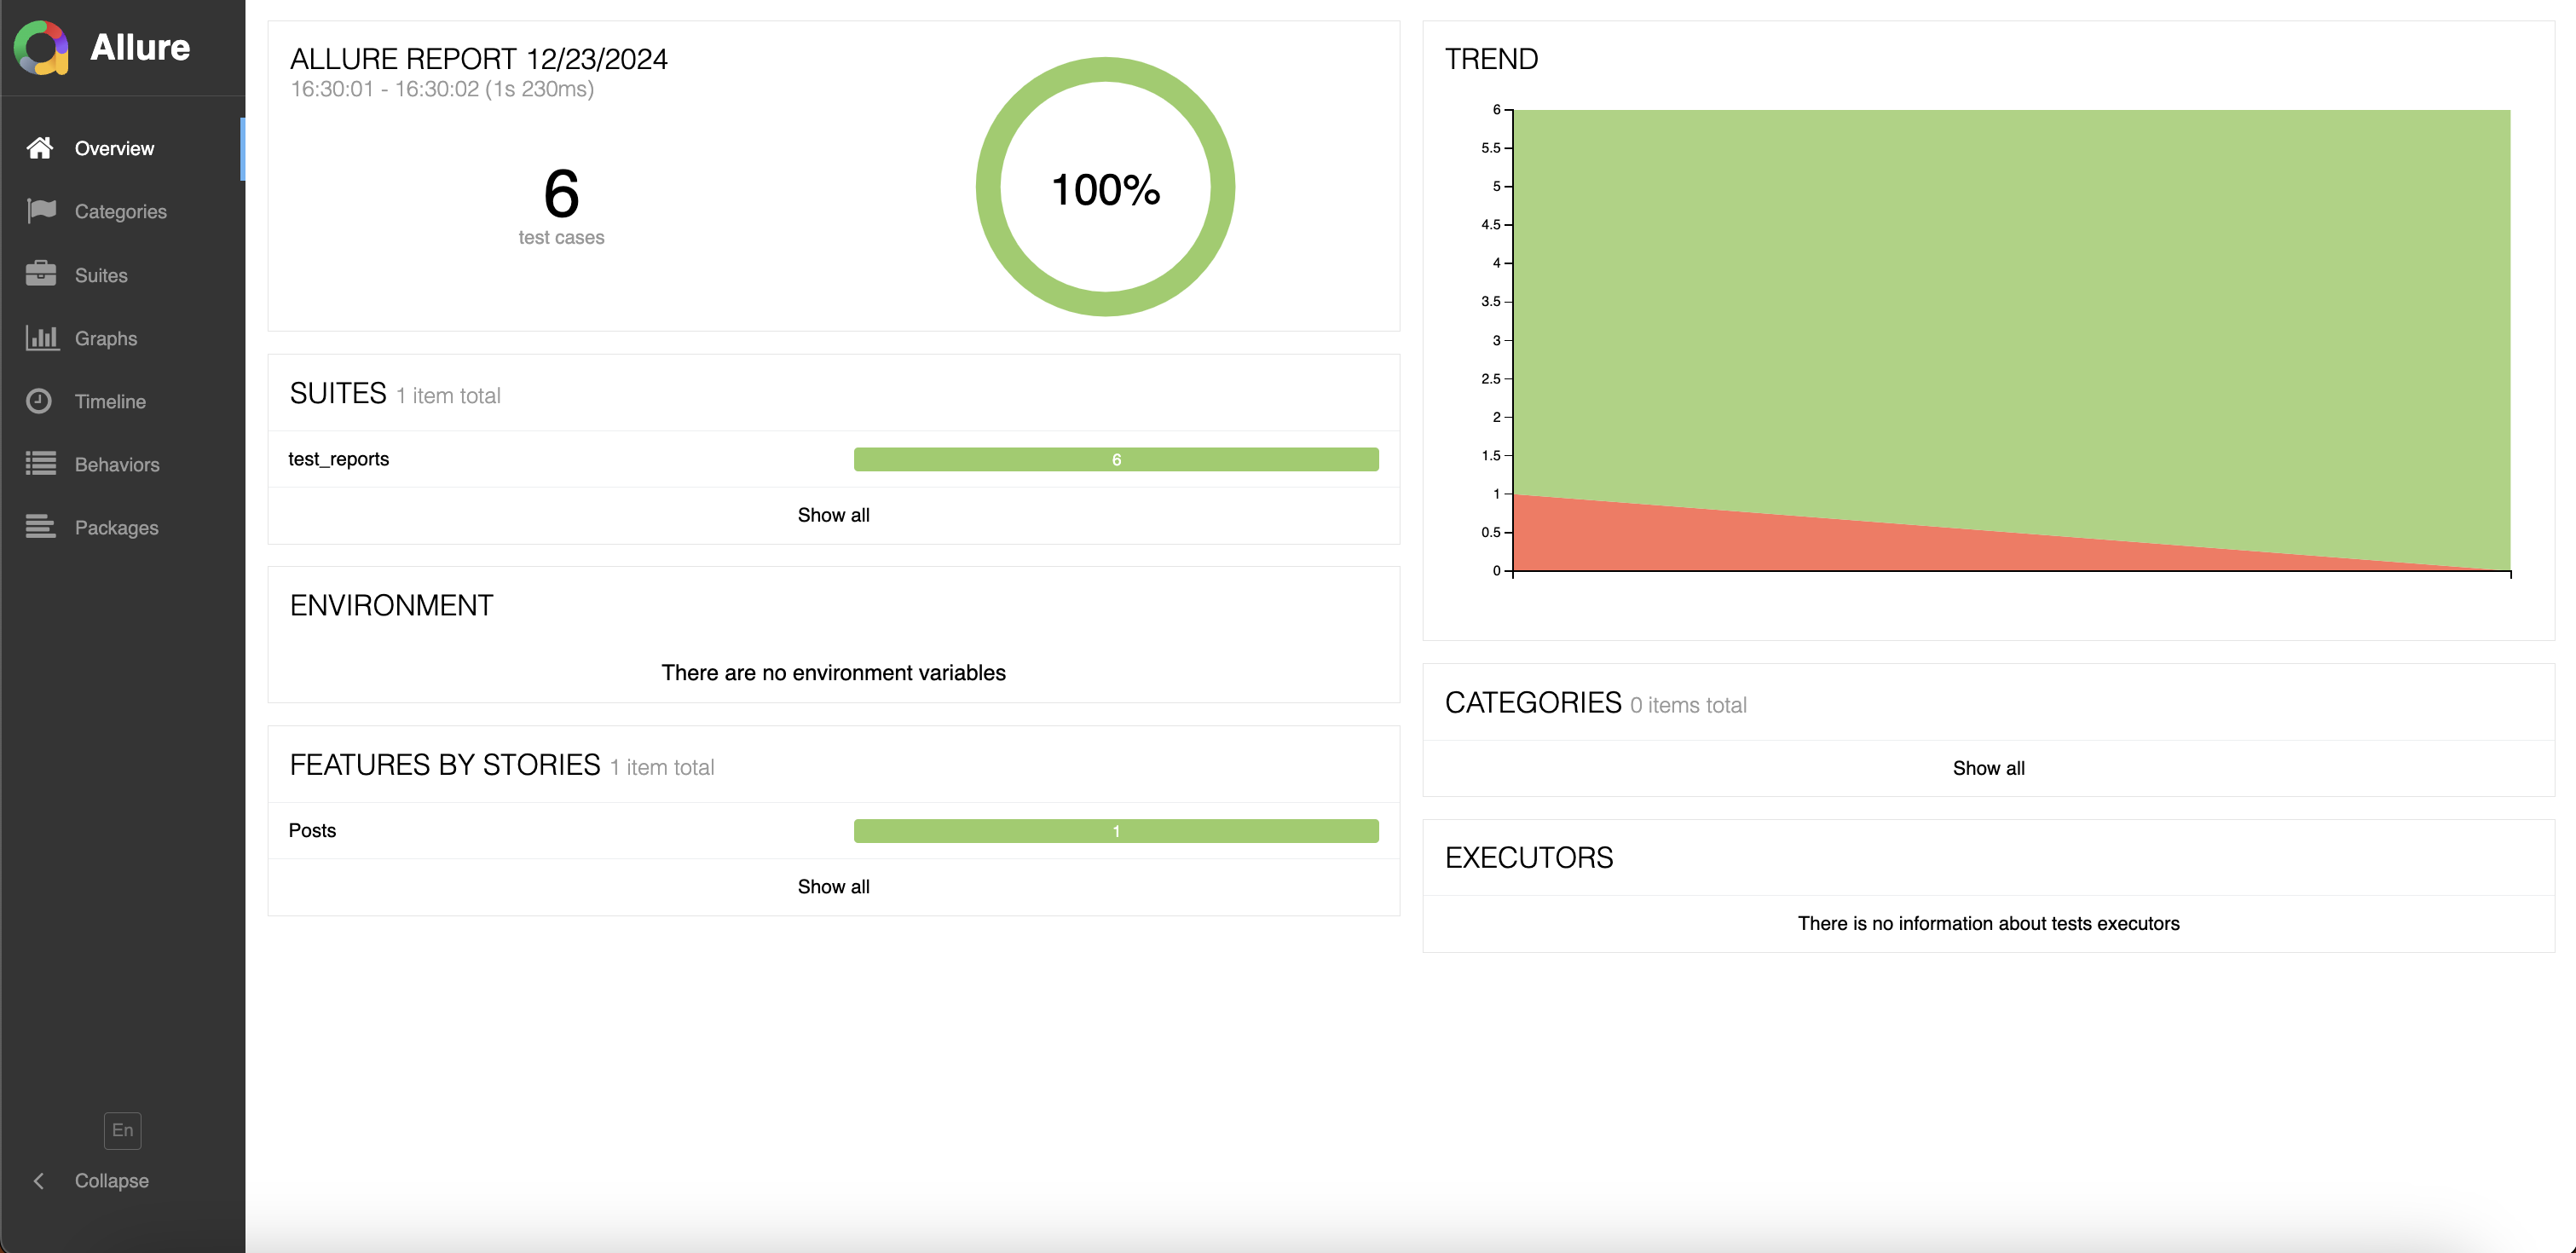 Allure
Overview
Categories
Suites
Graphs
Timeline
Behaviors
Packages
En
Collapse
ALLURE REPORT 12/23/2024
16:30:01 - 16:30:02 (1s 230ms)
6
test cases
100%
SUITES 1 item total
test_reports 6
Show all
ENVIRONMENT
There are no environment variables
FEATURES BY STORIES 1 item total
Posts 1
Show all
TREND
6
5.5
5
4.5
4
3.5
3
2.5
2
1.5
1
0.5
0
CATEGORIES 0 items total
Show all
EXECUTORS
There is no information about tests executors